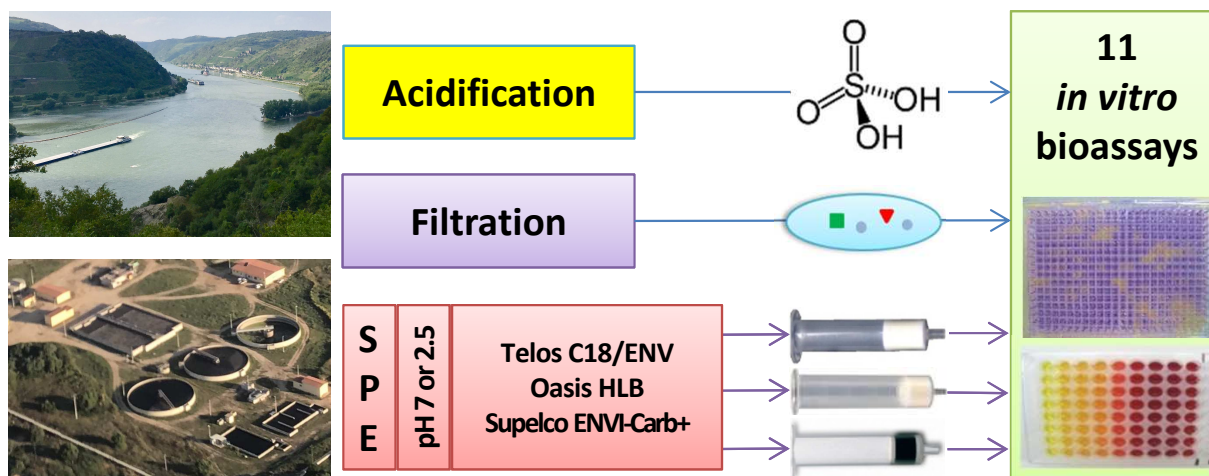 Acidification
O
O
S
OH
OH
Filtration
S
P
E
pH 7 or 2.5
Telos C18/ENV
Oasis HLB
Supelco ENVI-Carb+
11
in vitro
bioassays